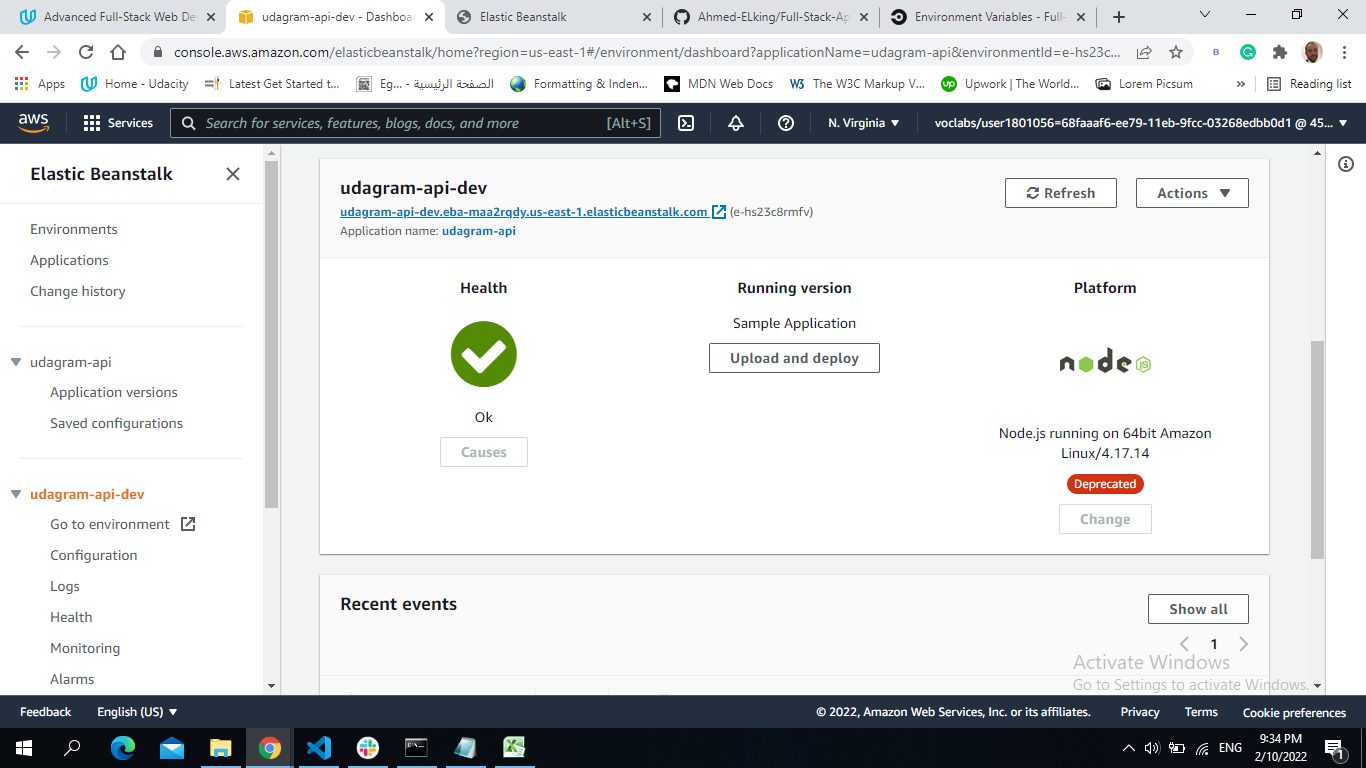 Advanced Full-Stack Web De
udagram-api-dev - Dashboar
Elastic Beanstalk
Ahmed-ELking/Full-Stack-Ap
Environment Variables - Full-
console.aws.amazon.com/elasticbeanstalk/home?region=us-east-1#/environment/dashboard?applicationName=udagram-api&environmentId=e-hs23c...
Apps
Home - Udacity
Latest Get Started t...
Eg... - الصفحة الرئيسية
Formatting & Inden...
MDN Web Docs
The W3C Markup V...
Upwork | The World...
Lorem Picsum
»
Reading list
aws
Services
Search for services, features, blogs, docs, and more [Alt+S]
N. Virginia
voclabs/user1801056=68faaaf6-ee79-11eb-9fcc-03268edbb0d1 @ 45...
Elastic Beanstalk
Environments
Applications
Change history
udagram-api
Application versions
Saved configurations
udagram-api-dev
Go to environment
Configuration
Logs
Health
Monitoring
Alarms
udagram-api-dev
udagram-api-dev.eba-maa2rqdy.us-east-1.elasticbeanstalk.com (e-hs23c8rmfv)
Application name: udagram-api
Refresh
Actions
Health
Ok
Causes
Running version
Sample Application
Upload and deploy
Platform
node JS
Node.js running on 64bit Amazon
Linux/4.17.14
Deprecated
Change
Recent events
Show all
1
Activate Windows
Go to Settings to activate Windows.
Feedback
English (US)
© 2022, Amazon Web Services, Inc. or its affiliates.
Privacy
Terms
Cookie preferences
ENG
9:34 PM
2/10/2022
1